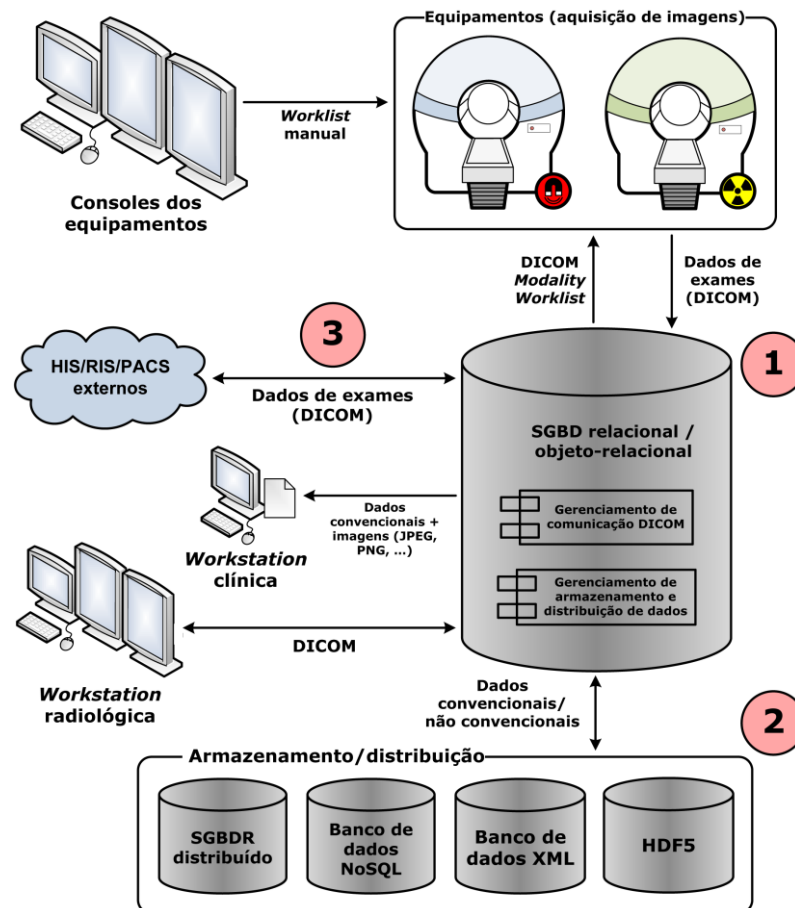 Equipamentos (aquisição de imagens)
Worklist
manual
Consoles dos
equipamentos
DICOM
Modality
Worklist
Dados de
exames
(DICOM)
3
1
HIS/RIS/PACS
externos
Dados de exames
(DICOM)
SGBD relacional /
objeto-relacional
Gerenciamento de
comunicação DICOM
Gerenciamento de
armazenamento e
distribuição de dados
Dados
convencionais +
imagens (JPEG,
PNG, ...)
Workstation
clínica
DICOM
Workstation
radiológica
Dados
convencionais/
não convencionais
2
Armazenamento/distribuição
SGBDR
distribuído
Banco de
dados
NoSQL
Banco de
dados XML
HDF5